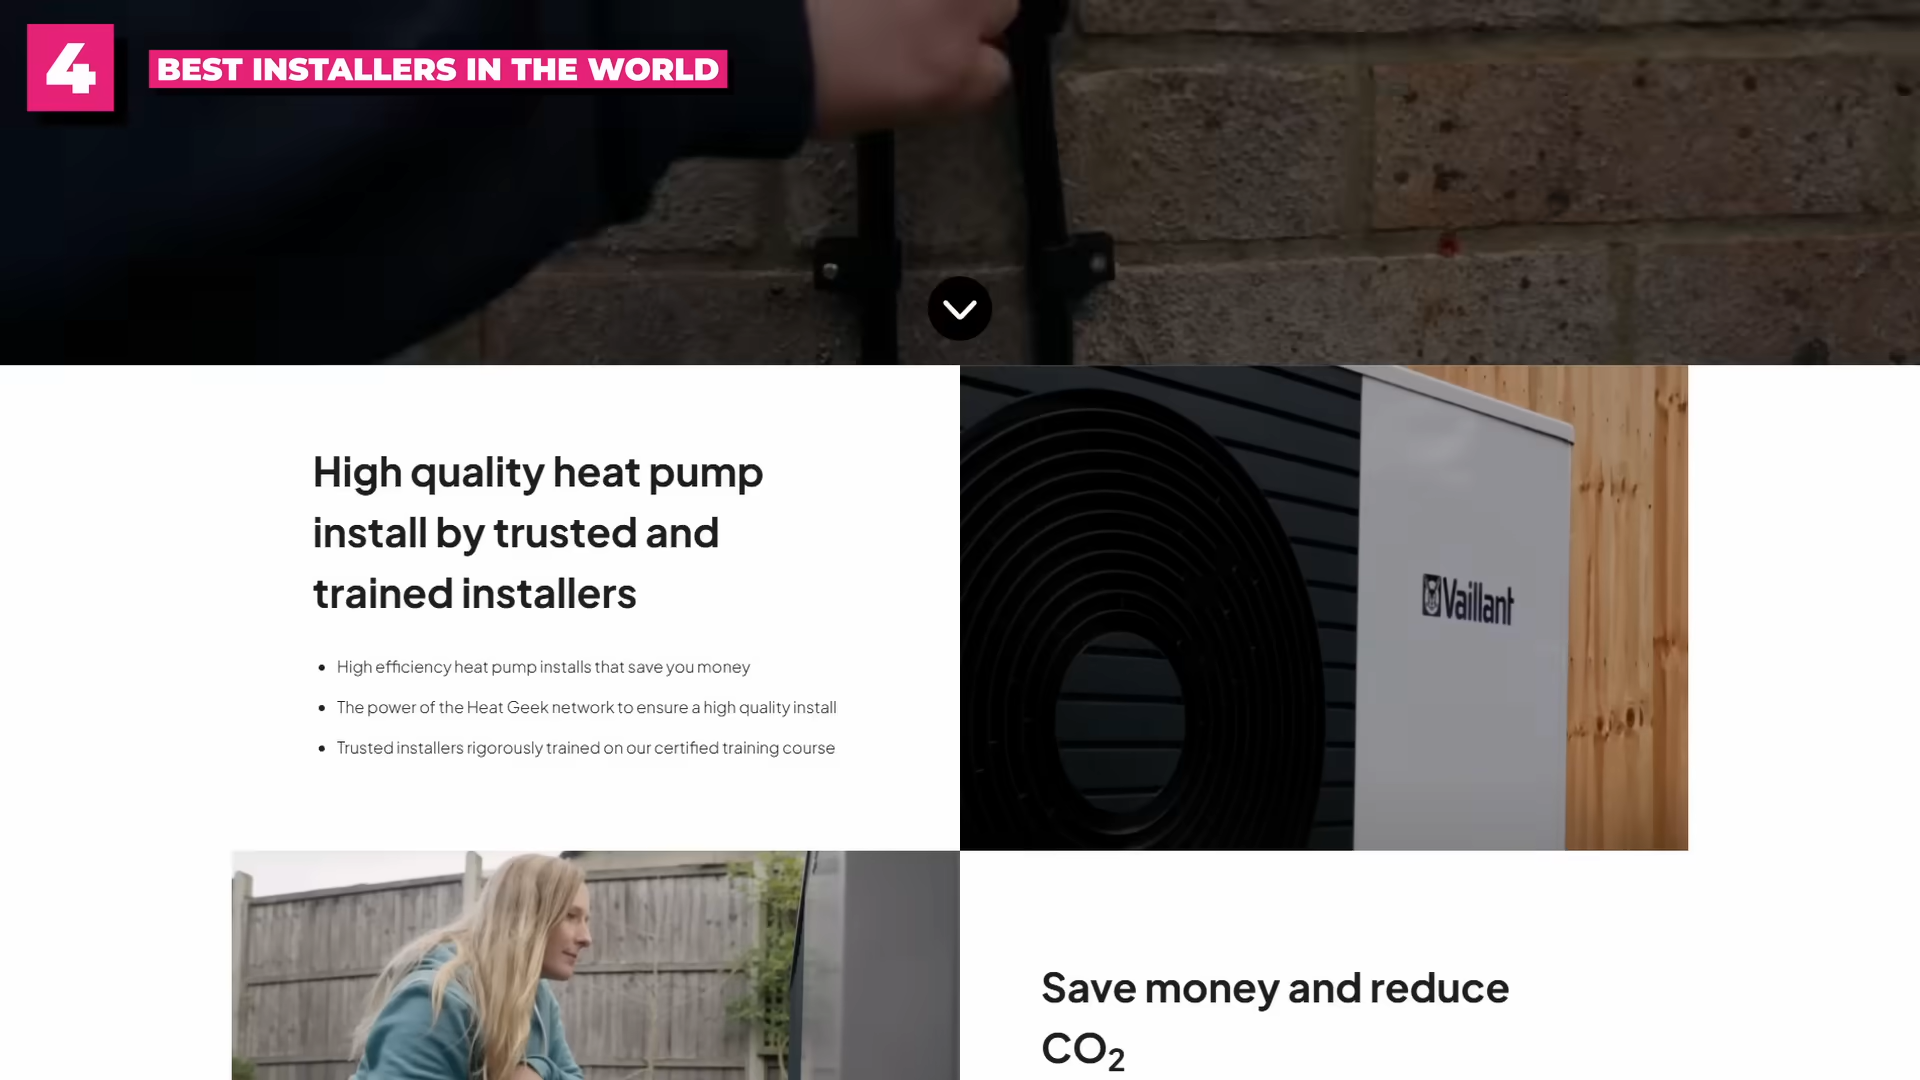 4
BEST INSTALLERS IN THE WORLD
High quality heat pump
install by trusted and
trained installers
• High efficiency heat pump installs that save you money
• The power of the Heat Geek network to ensure a high quality install
• Trusted installers rigorously trained on our certified training course
Vaillant
Save money and reduce
CO₂